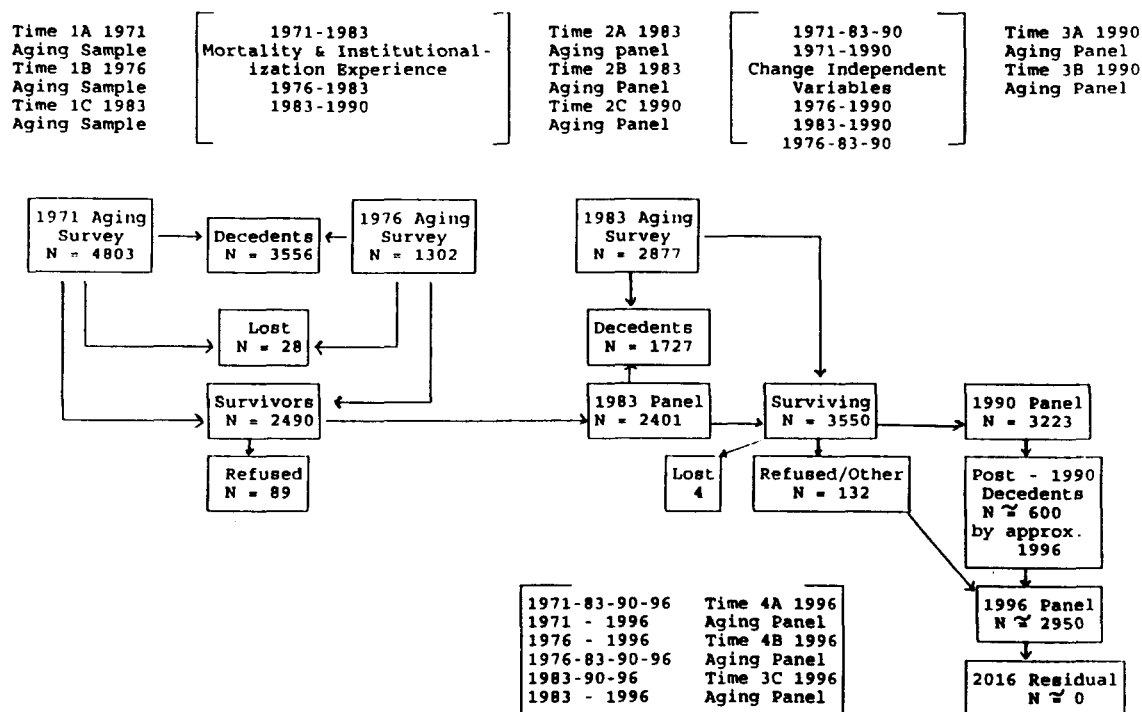 Time 1A 1971
Aging Sample
Time 1B 1976
Aging Sample
Time 1C 1983
Aging Sample
1971-1983
Mortality & Institutional-
ization Experience
1976-1983
1983-1990
Time 2A 1983
Aging panel
Time 2B 1983
Aging Panel
Time 2C 1990
Aging Panel
1971-83-90
1971-1990
Change Independent
Variables
1976-1990
1983-1990
1976-83-90
Time 3A 1990
Aging Panel
Time 3B 1990
Aging Panel
1971 Aging
Survey
N = 4803
Decedents
N = 3556
1976 Aging
Survey
N = 1302
1983 Aging
Survey
N = 2877
Lost
N = 28
Decedents
N = 1727
Survivors
N = 2490
1983 Panel
N = 2401
Surviving
N = 3550
1990 Panel
N = 3223
Refused
N = 89
Lost
4
Refused/Other
N = 132
Post - 1990
Decedents
N ≅ 600
by approx.
1996
1971-83-90-96 Time 4A 1996
1971 - 1996 Aging Panel
1976 - 1996 Time 4B 1996
1976-83-90-96 Aging Panel
1983-90-96 Time 3C 1996
1983 - 1996 Aging Panel
1996 Panel
N ≅ 2950
2016 Residual
N ≅ 0